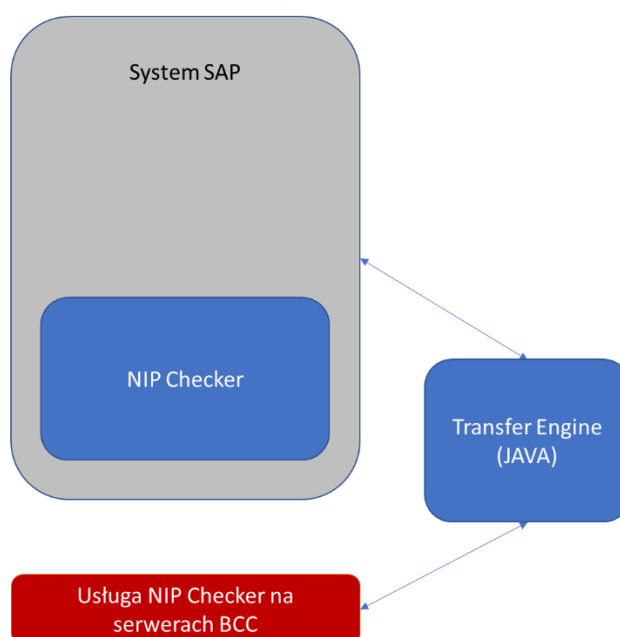 System SAP
NIP Checker
Transfer Engine
(JAVA)
Usługa NIP Checker na
serwerach BCC